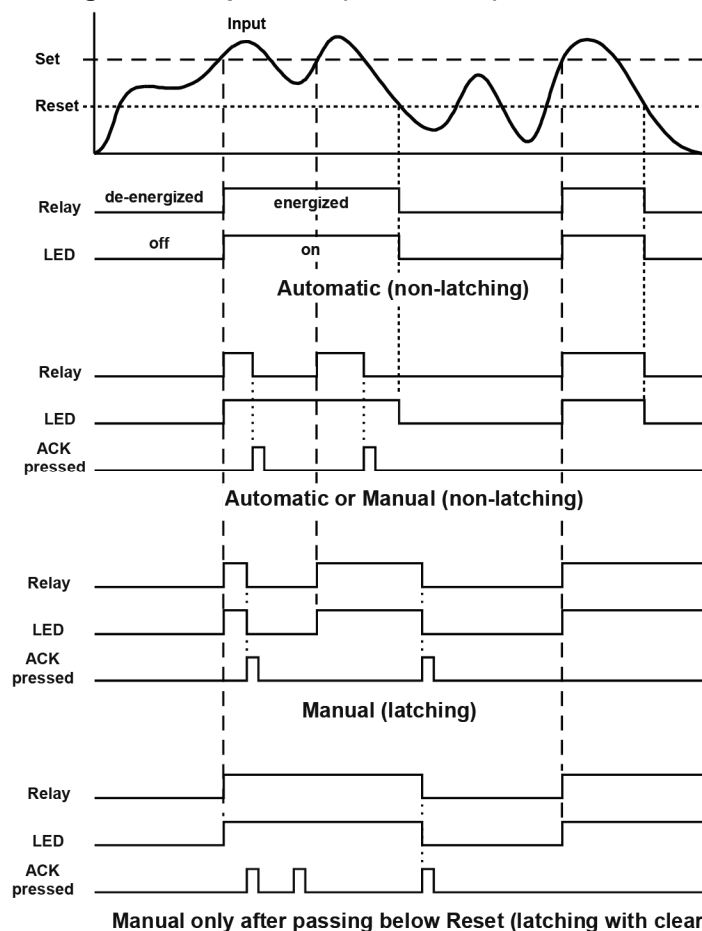 Input
Set
Reset
de-energized
energized
Relay
off
on
LED
Automatic (non-latching)
Relay
LED
ACK
pressed
Automatic or Manual (non-latching)
Relay
LED
ACK
pressed
Manual (latching)
Relay
LED
ACK
pressed
Manual only after passing below Reset (latching with clear